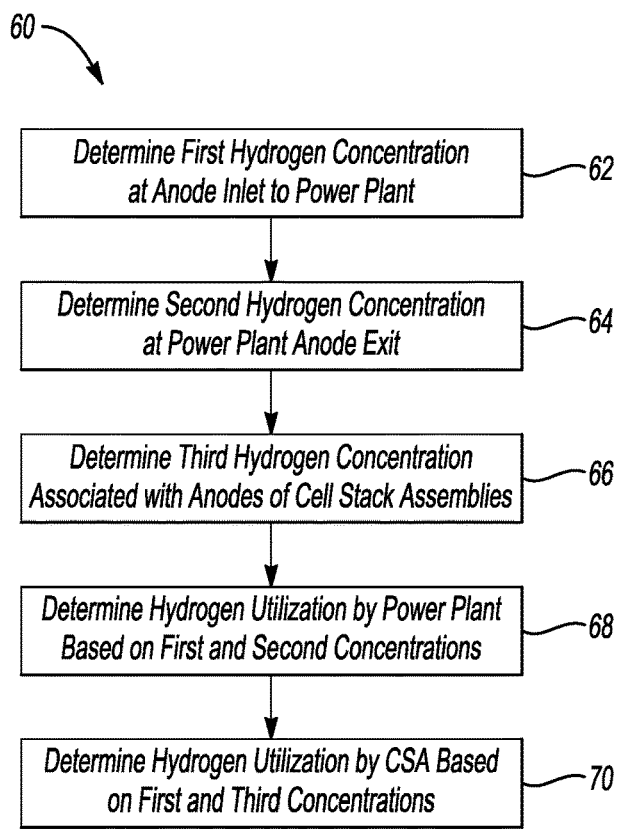 60
Determine First Hydrogen Concentration
at Anode Inlet to Power Plant
62
Determine Second Hydrogen Concentration
at Power Plant Anode Exit
64
Determine Third Hydrogen Concentration
Associated with Anodes of Cell Stack Assemblies
66
Determine Hydrogen Utilization by Power Plant
Based on First and Second Concentrations
68
Determine Hydrogen Utilization by CSA Based
on First and Third Concentrations
70